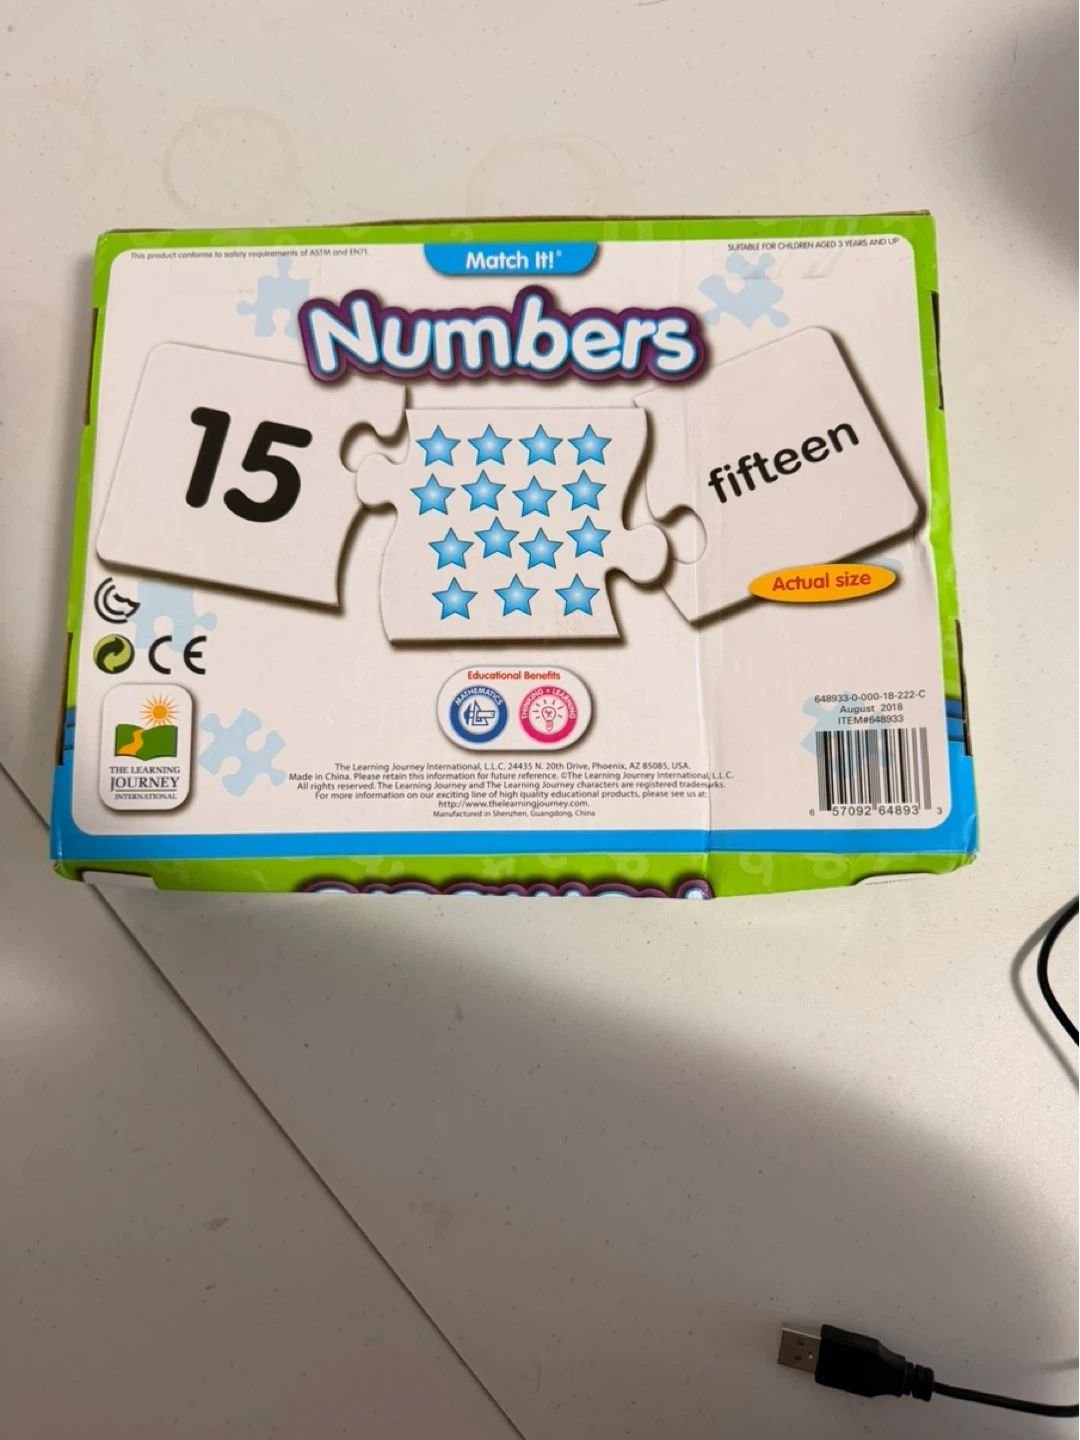 This product conforms to safety requirements of ASTM and EN71.
Match It!®
SUITABLE FOR CHILDREN AGED 3 YEARS AND UP
Numbers
15
fifteen
Actual size
CE
Educational Benefits
MATHEMATICS
THINKING • LEARNING
THE LEARNING
JOURNEY
INTERNATIONAL
648933-0-000-18-222-C
August 2018
ITEM#648933
6 57092 64893 3
The Learning Journey International, L.L.C. 24435 N. 20th Drive, Phoenix, AZ 85085, USA.
Made in China. Please retain this information for future reference. ©The Learning Journey International, L.L.C.
All rights reserved. The Learning Journey and The Learning Journey characters are registered trademarks.
For more information on our exciting line of high quality educational products, please see us at:
http://www.thelearningjourney.com.
Manufactured in Shenzhen, Guangdong, China